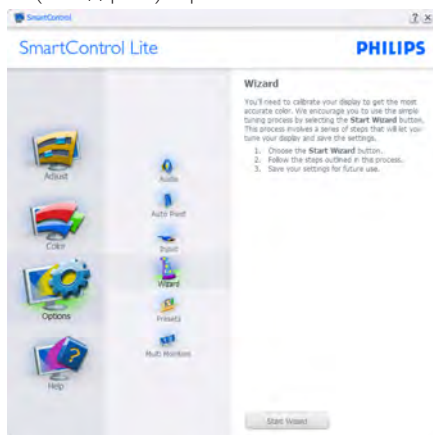 SmartControl
SmartControl Lite
PHILIPS
Adjust
Color
Options
Help
Audio
Auto Pivot
Input
Wizard
Presets
Multi Monitors
Wizard
You'll need to calibrate your display to get the most
accurate color. We encourage you to use the simple
tuning process by selecting the Start Wizard button.
This process involves a series of steps that will let you
tune your display and save the settings.
1. Choose the Start Wizard button.
2. Follow the steps outlined in this process.
3. Save your settings for future use.
Start Wizard